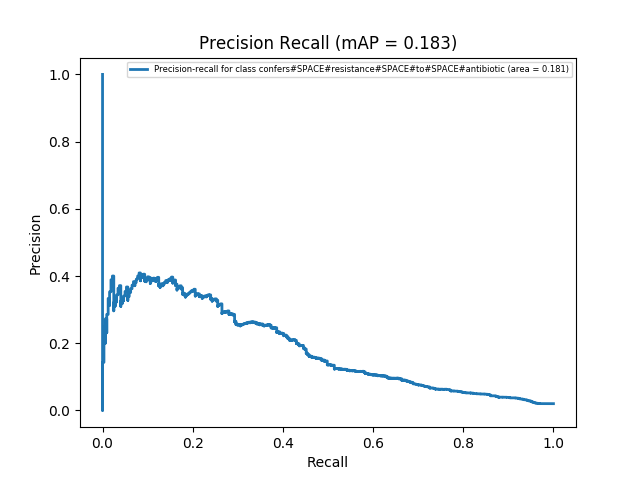 Precision Recall (mAP = 0.183)
Precision-recall for class confers#SPACE#resistance#SPACE#to#SPACE#antibiotic (area = 0.181)
1.0
0.8
0.6
0.4
0.2
0.0
Precision
0.0 0.2 0.4 0.6 0.8 1.0
Recall